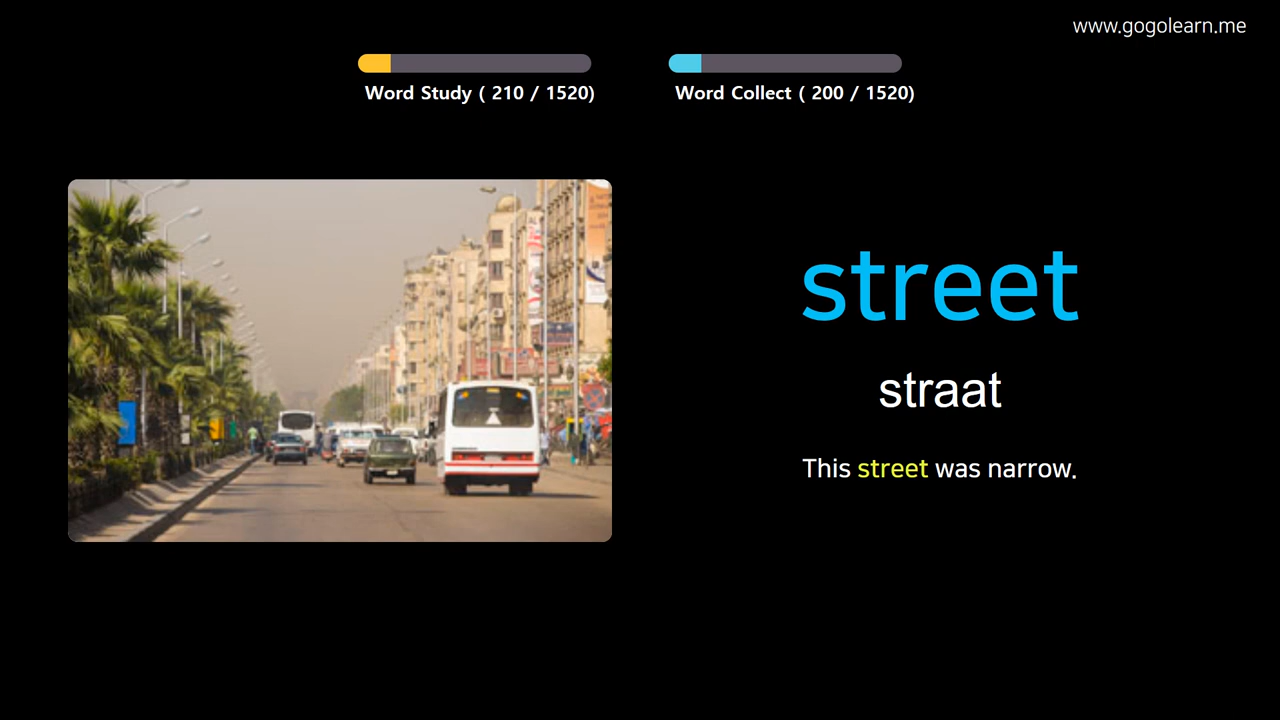 www.gogolearn.me
Word Study ( 210 / 1520)
Word Collect ( 200 / 1520)
street
straat
This street was narrow.